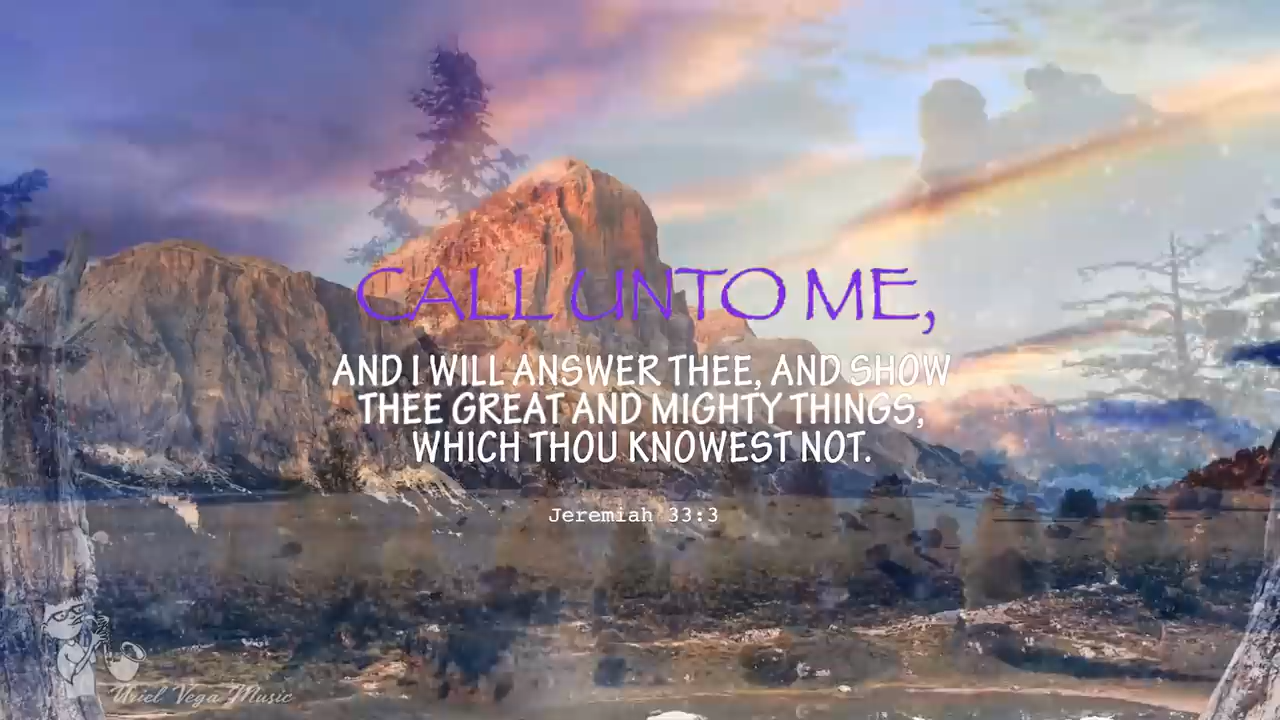 CALL UNTO ME,
AND I WILL ANSWER THEE, AND SHOW
THEE GREAT AND MIGHTY THINGS,
WHICH THOU KNOWEST NOT.
Jeremiah 33:3
Uriel Vega Music